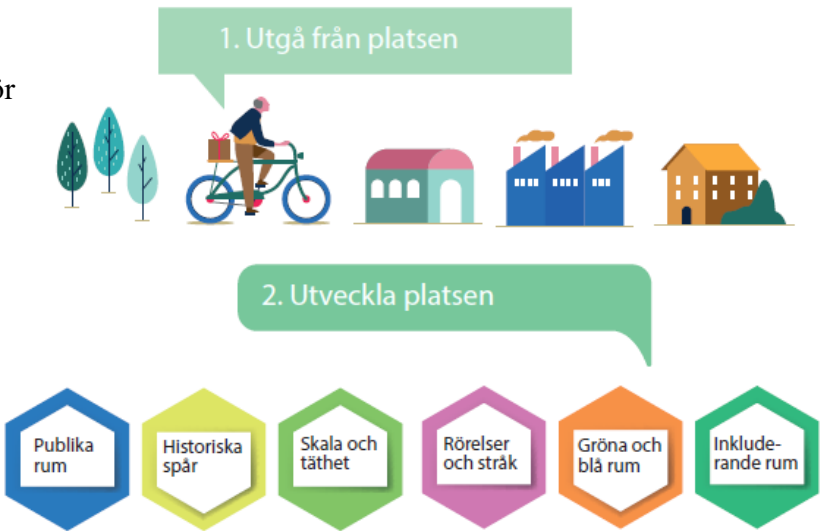 1. Utgå från platsen
ör
2. Utveckla platsen
Publika
rum
Historiska
spår
Skala och
täthet
Rörelser
och stråk
Gröna och
blå rum
Inklude-
rande rum